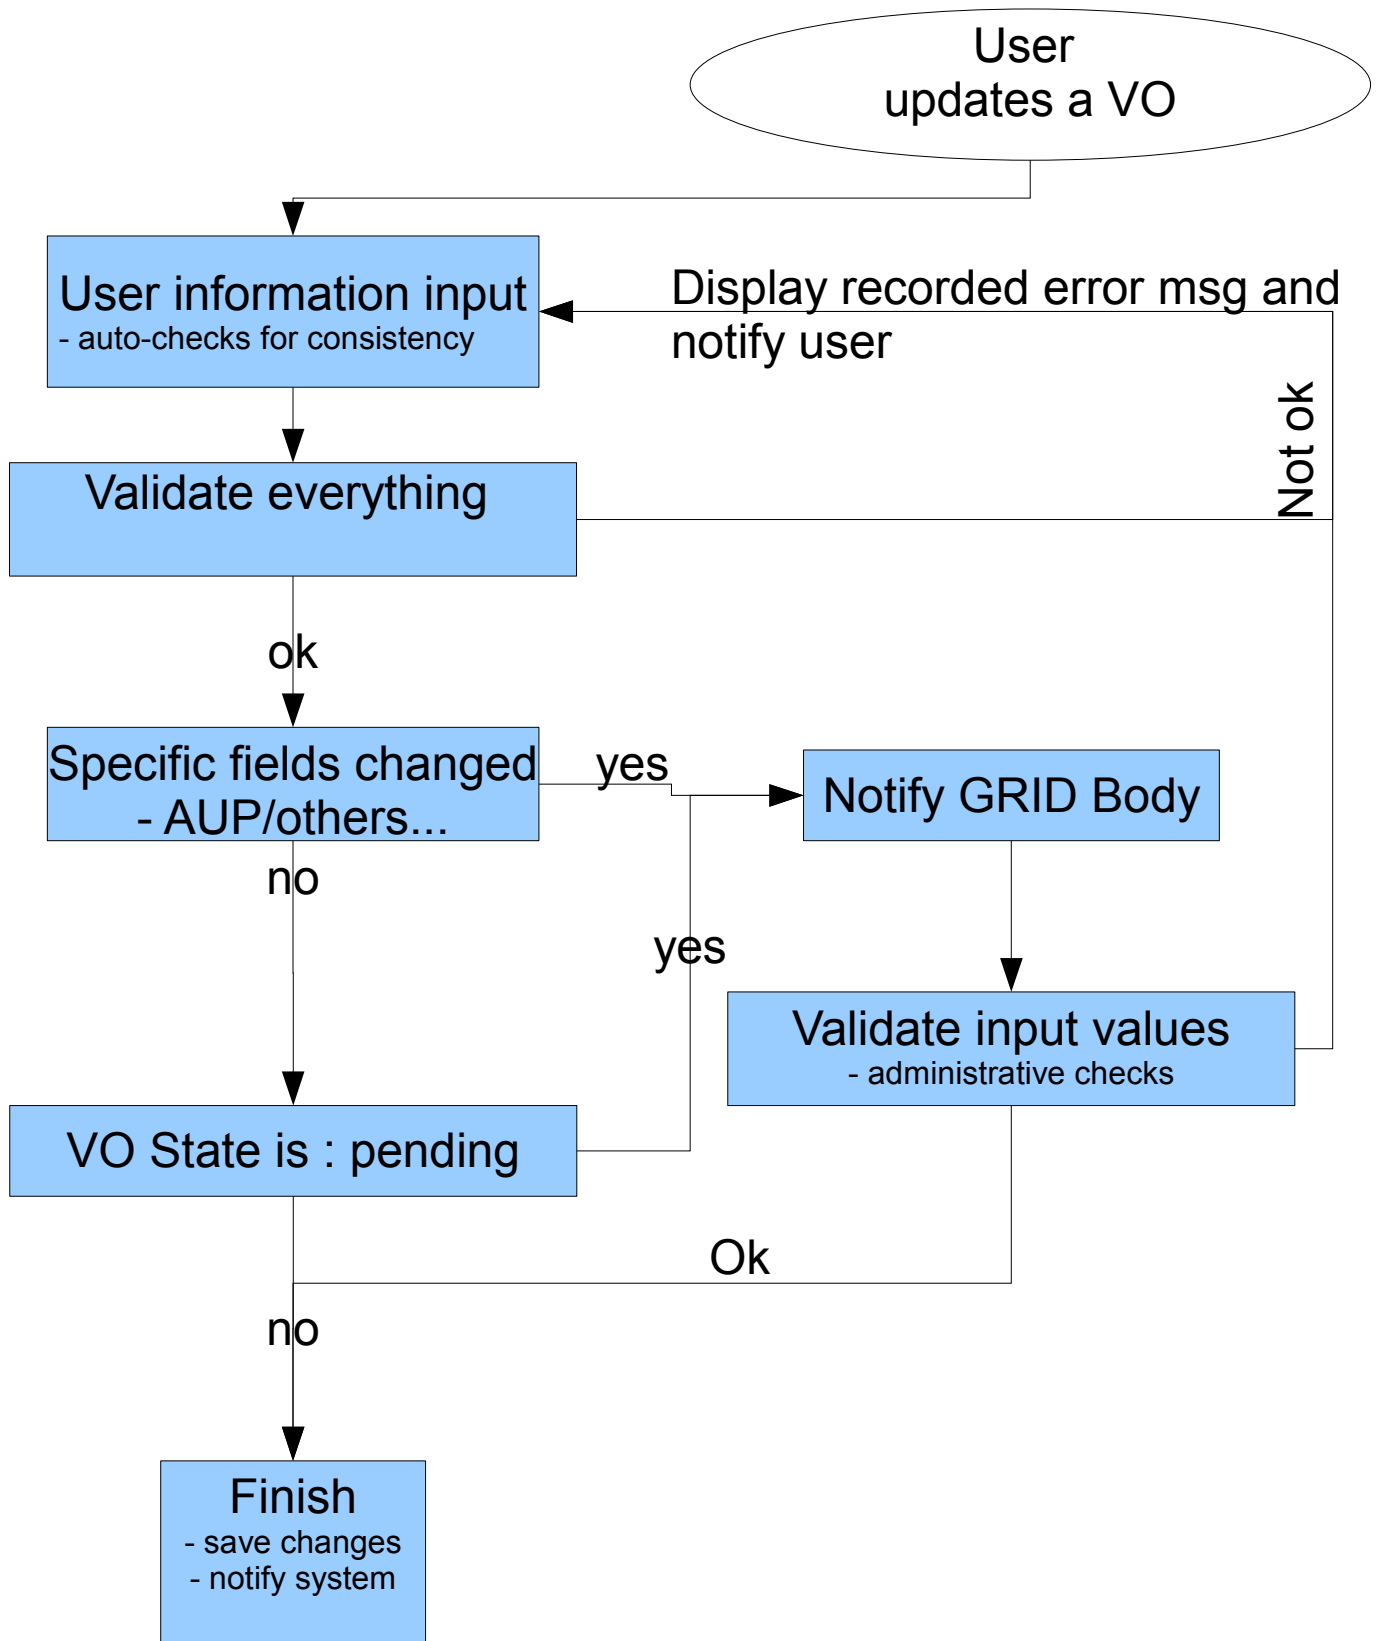 User
updates a VO
User information input
- auto-checks for consistency
Display recorded error msg and
notify user
Not ok
Validate everything
ok
Specific fields changed
- AUP/others...
yes
Notify GRID Body
no
yes
Validate input values
- administrative checks
VO State is : pending
Ok
no
Finish
- save changes
- notify system